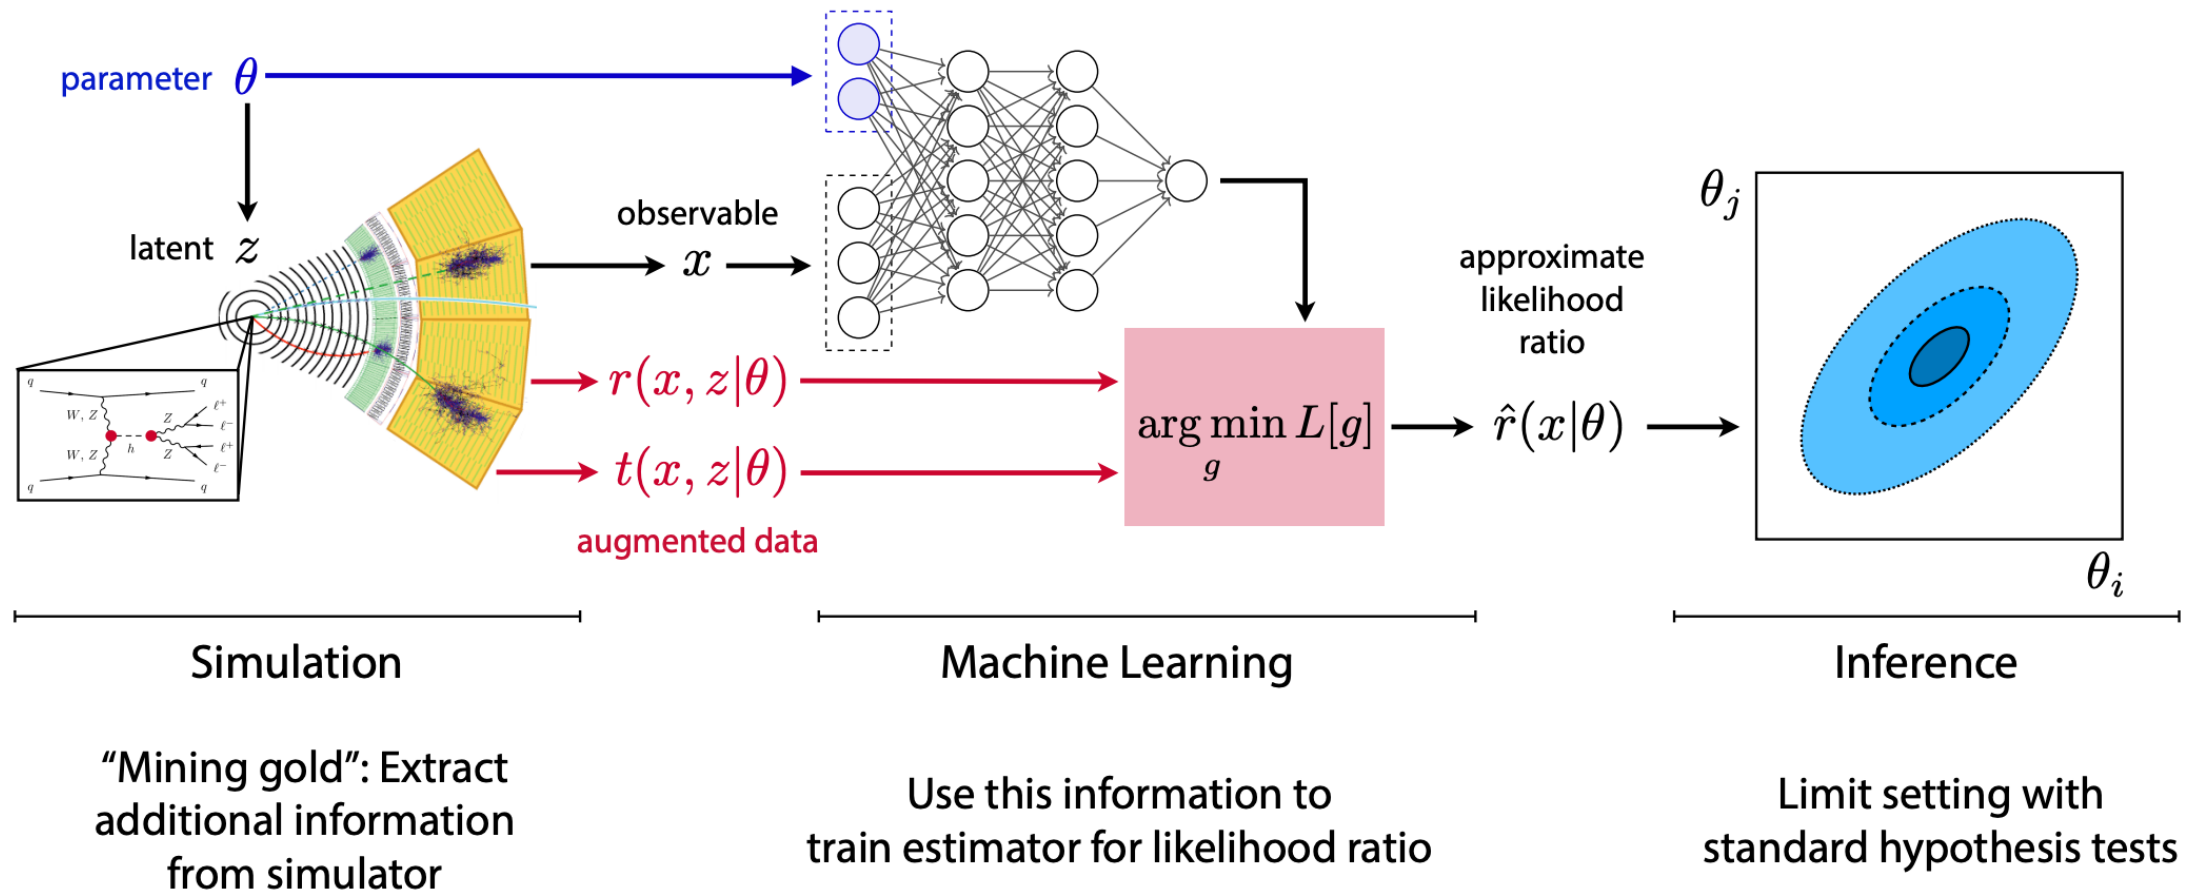 parameter θ
latent z
observable
x
q
q
W, Z
W, Z
h
Z
Z
ℓ+
ℓ−
ℓ+
ℓ−
q
q
r(x, z|θ)
t(x, z|θ)
augmented data
arg min L[g]
g
approximate
likelihood
ratio
r̂(x|θ)
θj
θi
Simulation
Machine Learning
Inference
“Mining gold”: Extract
additional information
from simulator
Use this information to
train estimator for likelihood ratio
Limit setting with
standard hypothesis tests